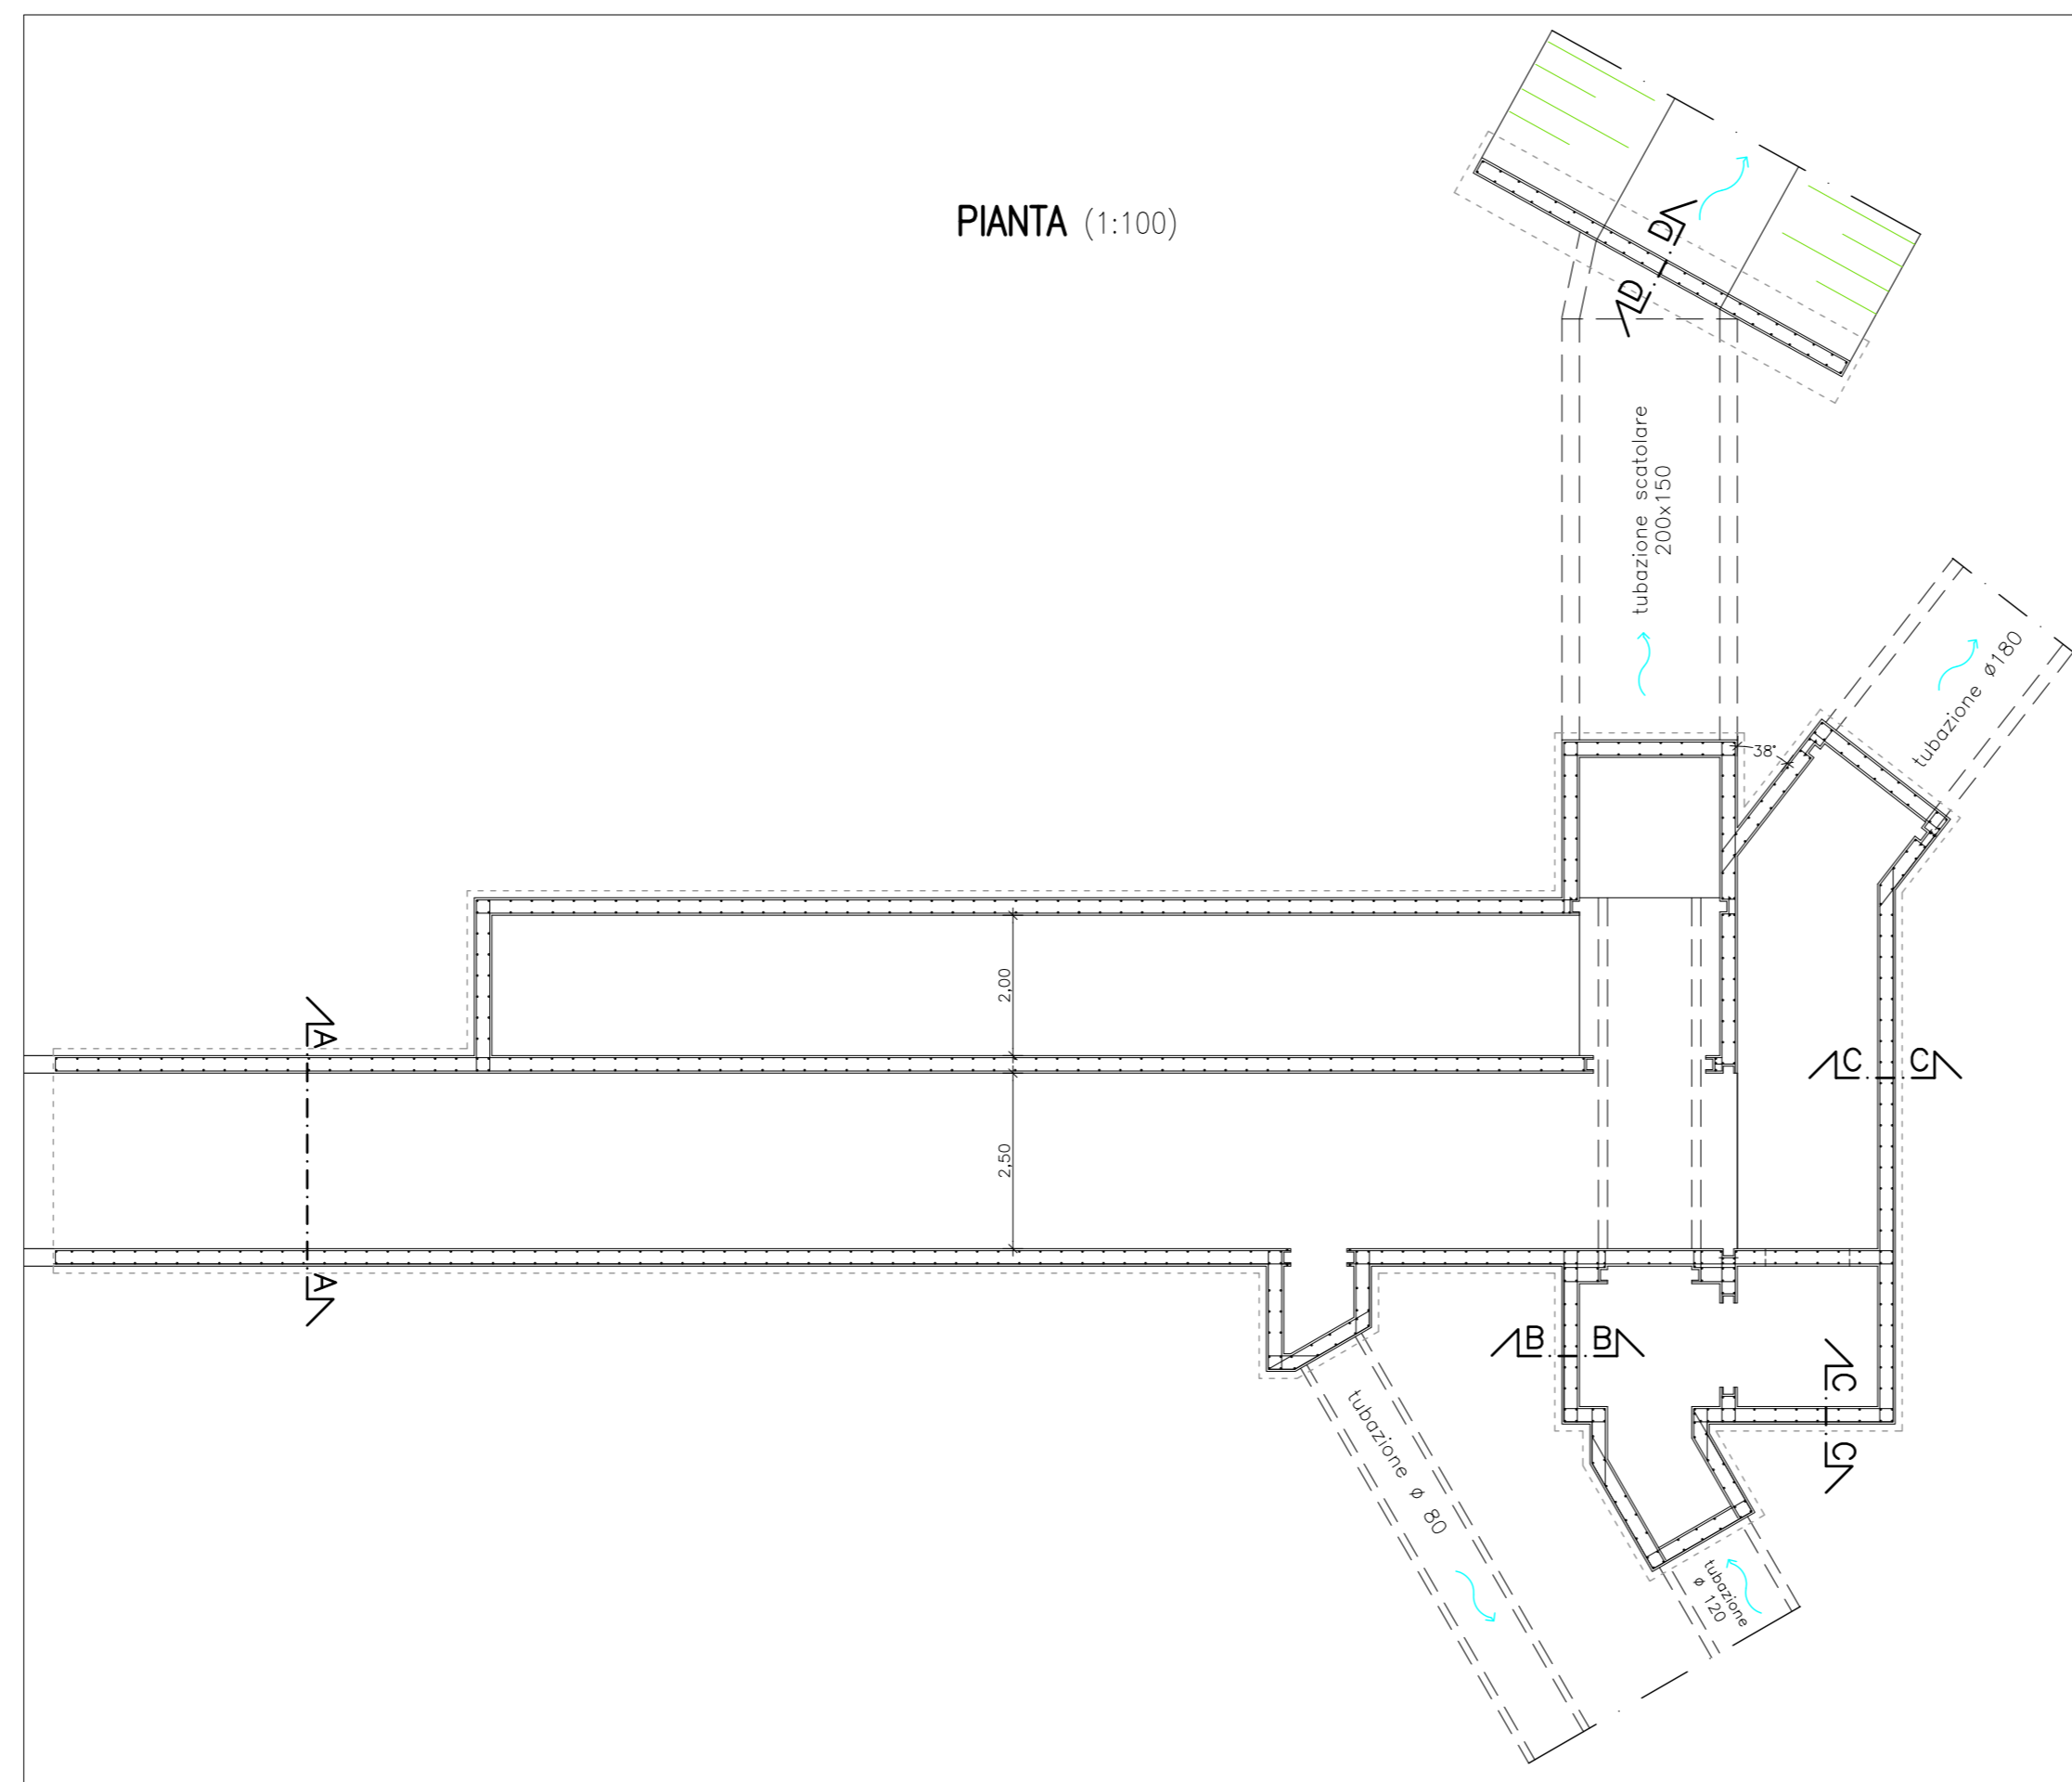 PIANTA (1:100)
D
D
tubazione scatolare
200x150
tubazione ø180
38°
2,00
A
C C
2,50
A
B B
C
tubazione ø 80
C
tubazione
ø 120